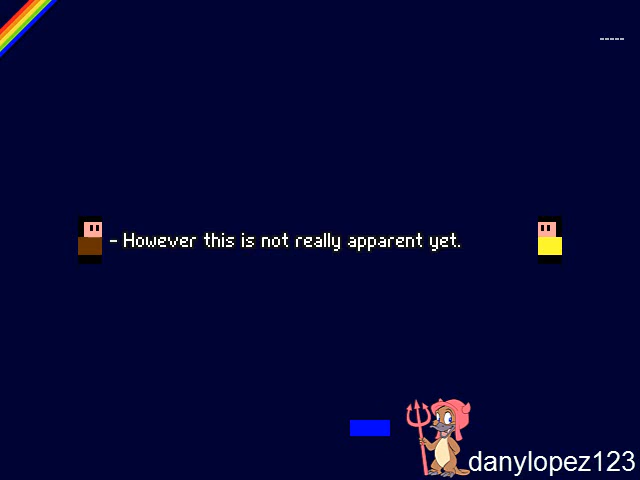 -----
- However this is not really apparent yet.
danylopez123